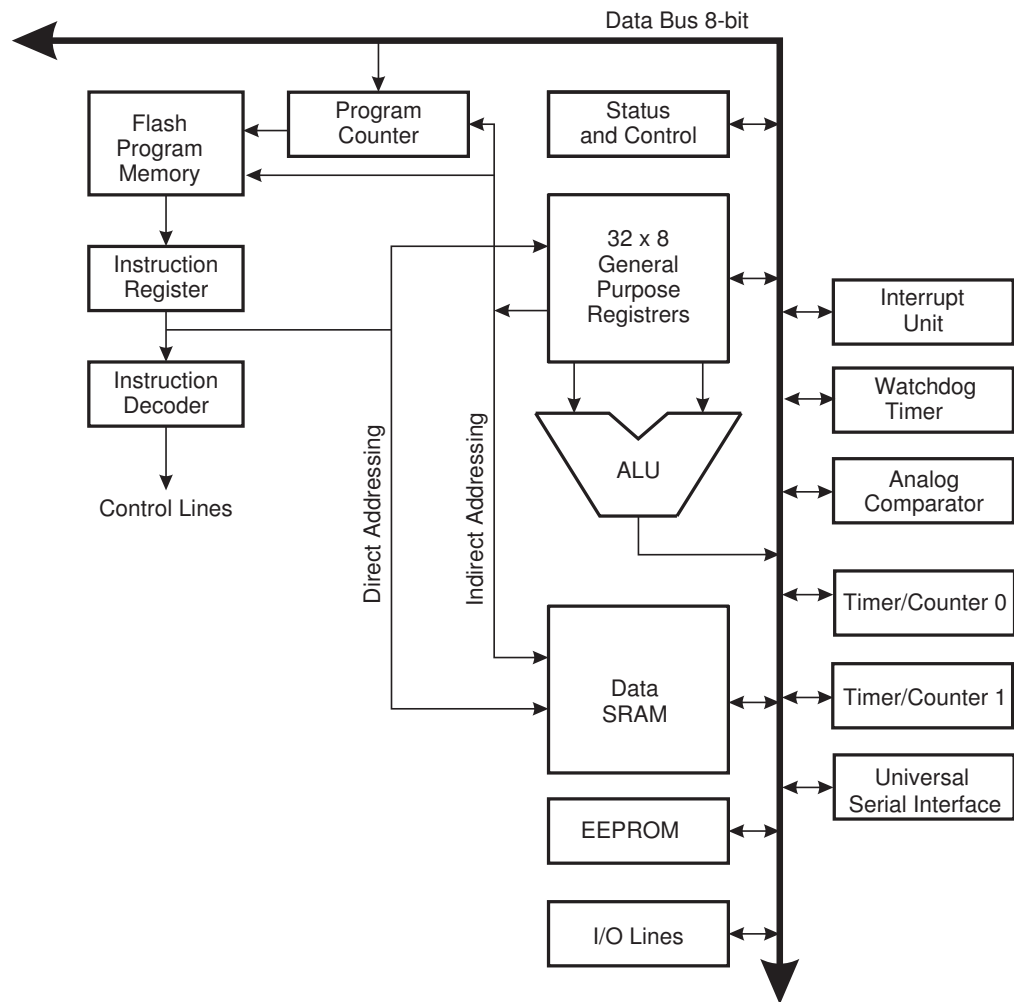 Data Bus 8-bit
Flash
Program
Memory
Program
Counter
Status
and Control
32 x 8
General
Purpose
Registrers
Instruction
Register
Instruction
Decoder
Control Lines
Direct Addressing
Indirect Addressing
ALU
Interrupt
Unit
Watchdog
Timer
Analog
Comparator
Timer/Counter 0
Timer/Counter 1
Universal
Serial Interface
Data
SRAM
EEPROM
I/O Lines